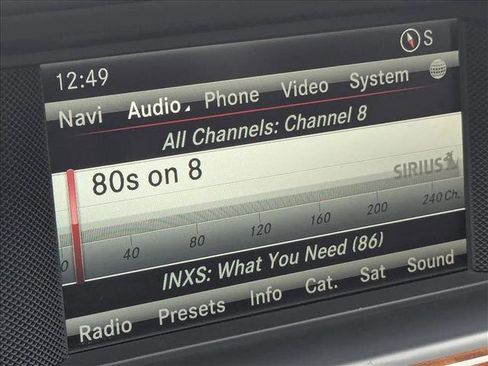 12:49 S
Navi Audio Phone Video System
All Channels: Channel 8
80s on 8
SIRIUS
0 40 80 120 160 200 240 Ch.
INXS: What You Need (86)
Radio Presets Info Cat. Sat Sound